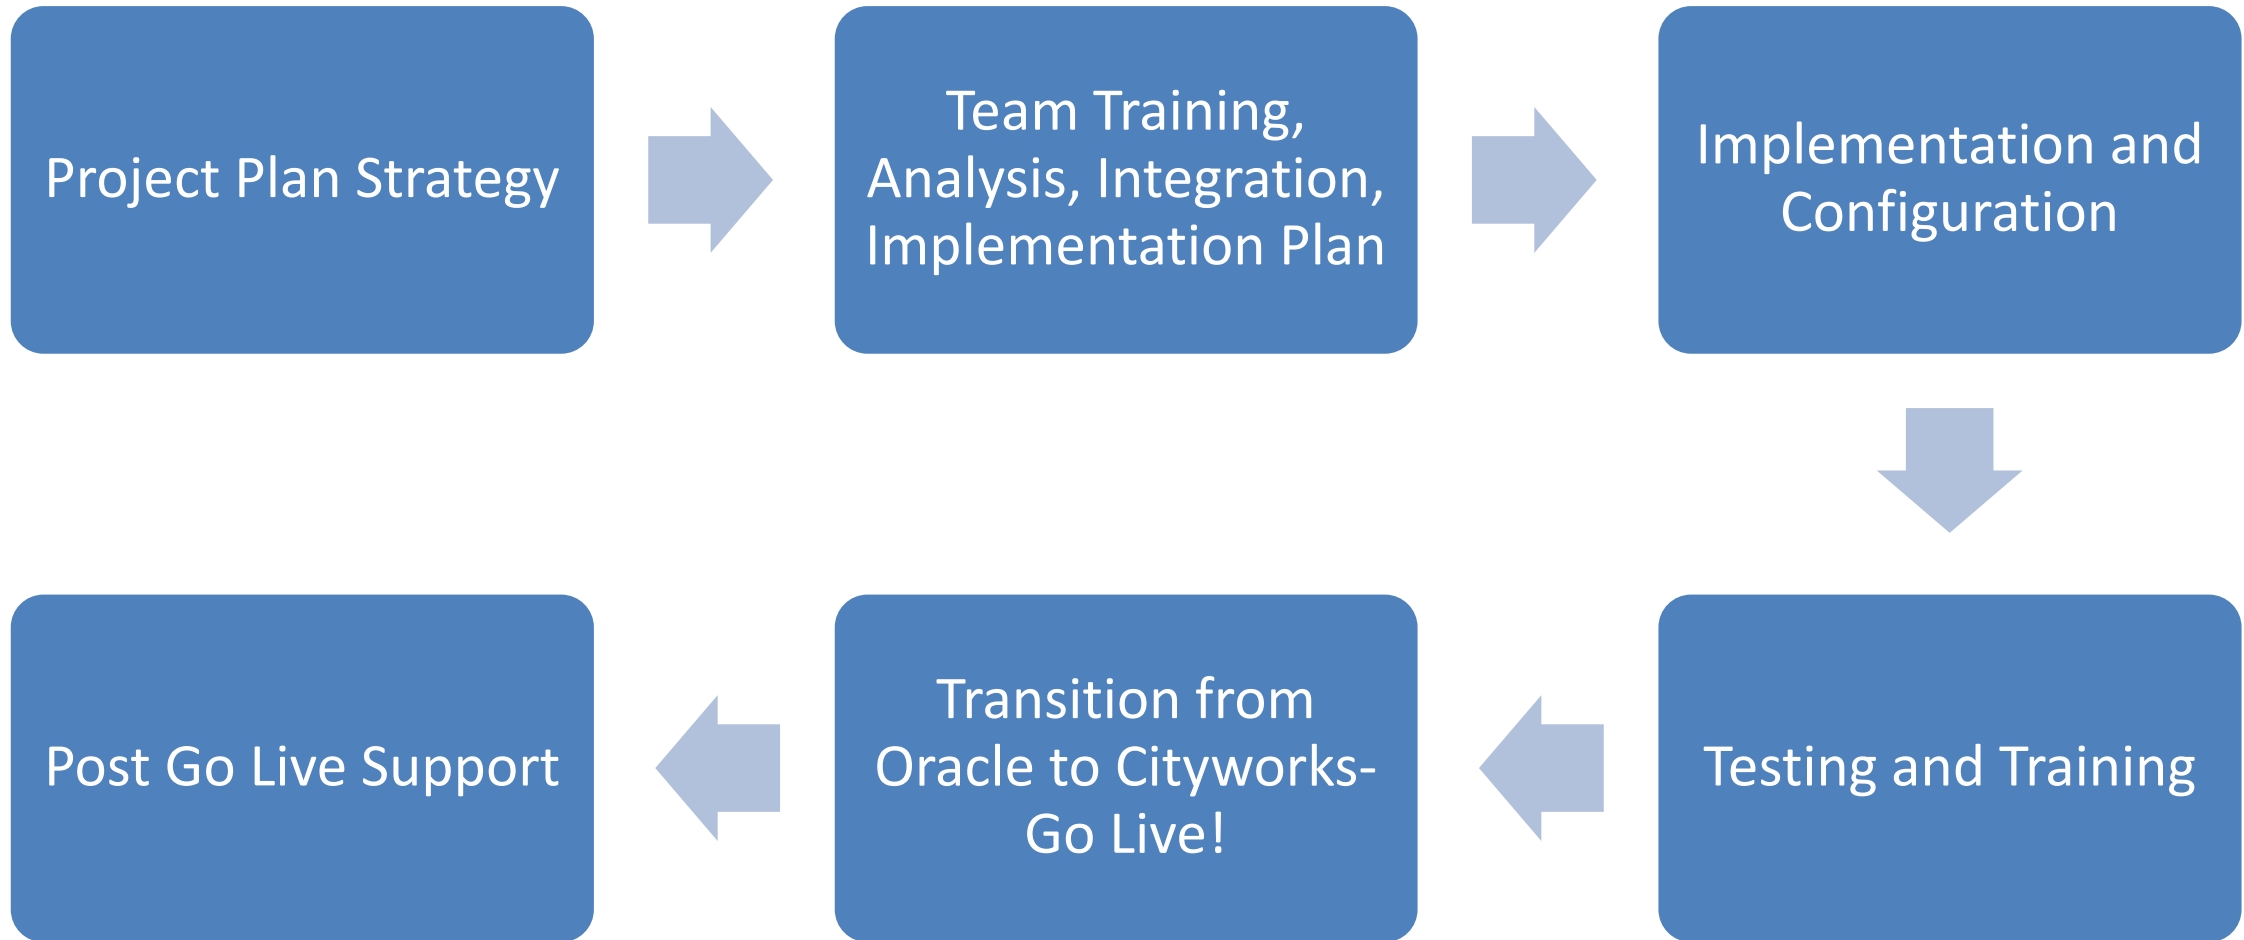 Project Plan Strategy
Team Training,
Analysis, Integration,
Implementation Plan
Implementation and
Configuration
Testing and Training
Transition from
Oracle to Cityworks-
Go Live!
Post Go Live Support